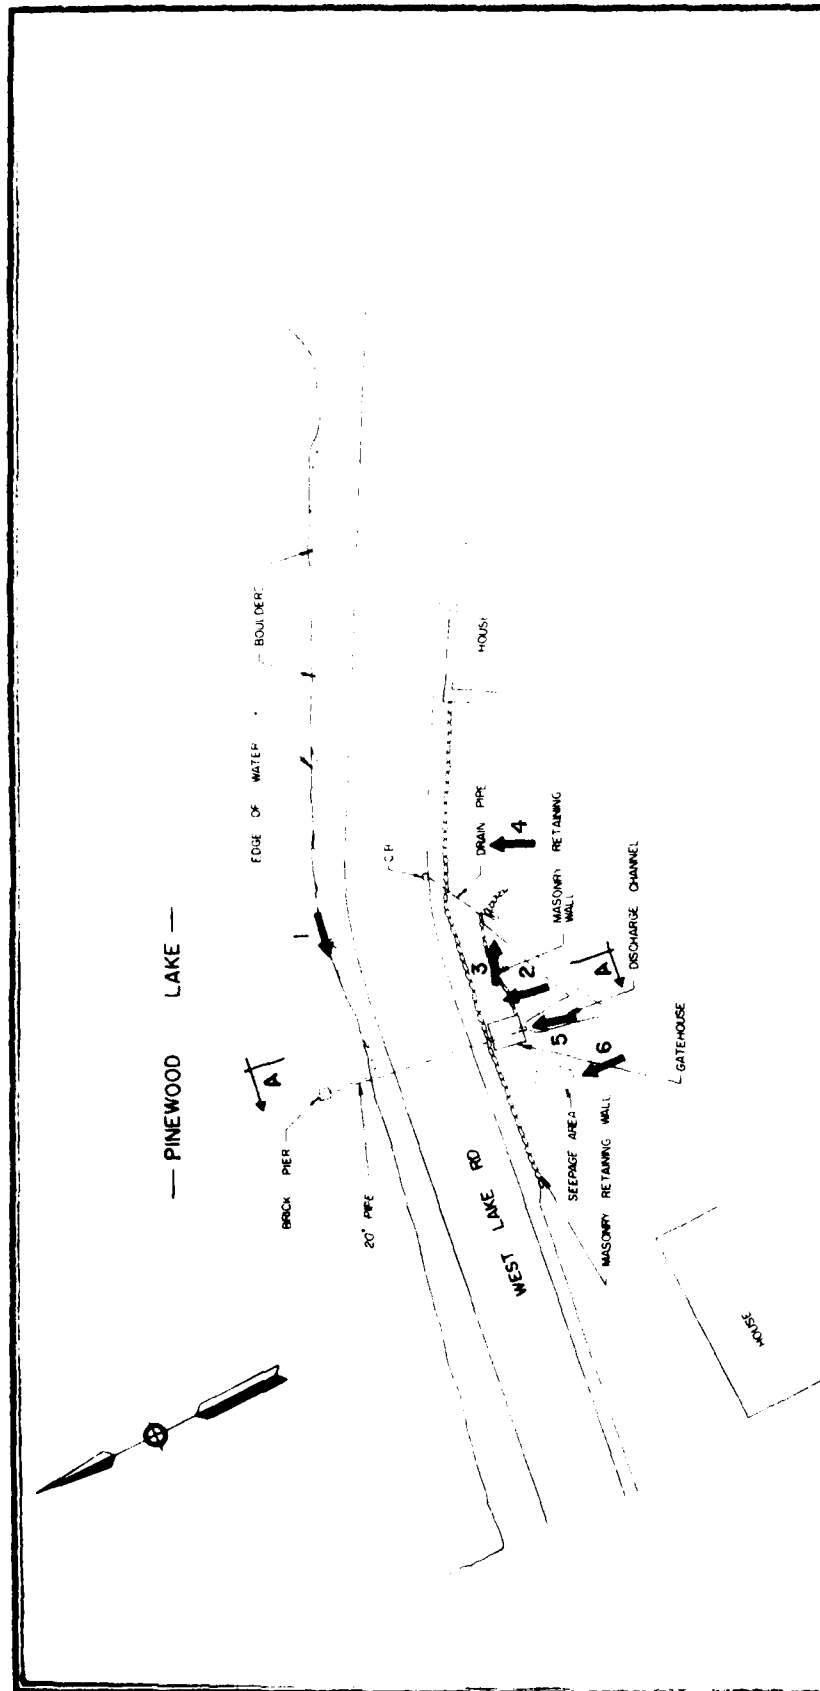 — PINEWOOD LAKE —
EDGE OF WATER
BOULDER
1
A
BRICK PIER
20" PIPE
WEST LAKE RD
HOUSE
DRAIN PIPE
4
MASONRY RETAINING
WALL
3
2
A
DISCHARGE CHANNEL
5
6
GATEHOUSE
SEEPAGE AREA
MASONRY RETAINING WALL
HOUSE